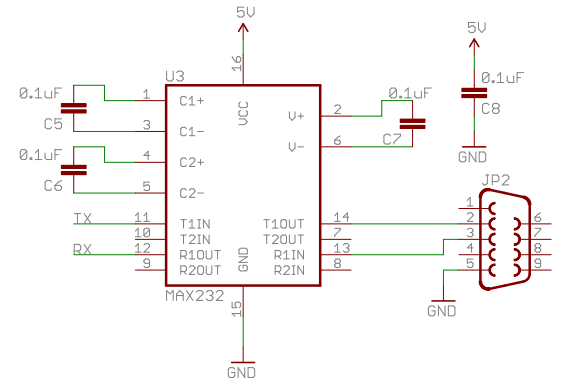 5V
5V
U3
16
0.1uF
1
C1+
VCC
0.1uF
0.1uF
C5
3
C1-
V+
2
C8
0.1uF
4
C2+
V-
6
C7
GND
C6
5
C2-
JP2
TX
11
T1IN
T1OUT
14
1
2
6
10
T2IN
T2OUT
7
3
7
RX
12
R1OUT
GND
R1IN
13
4
8
9
R2OUT
R2IN
8
5
9
MAX232
15
GND
GND